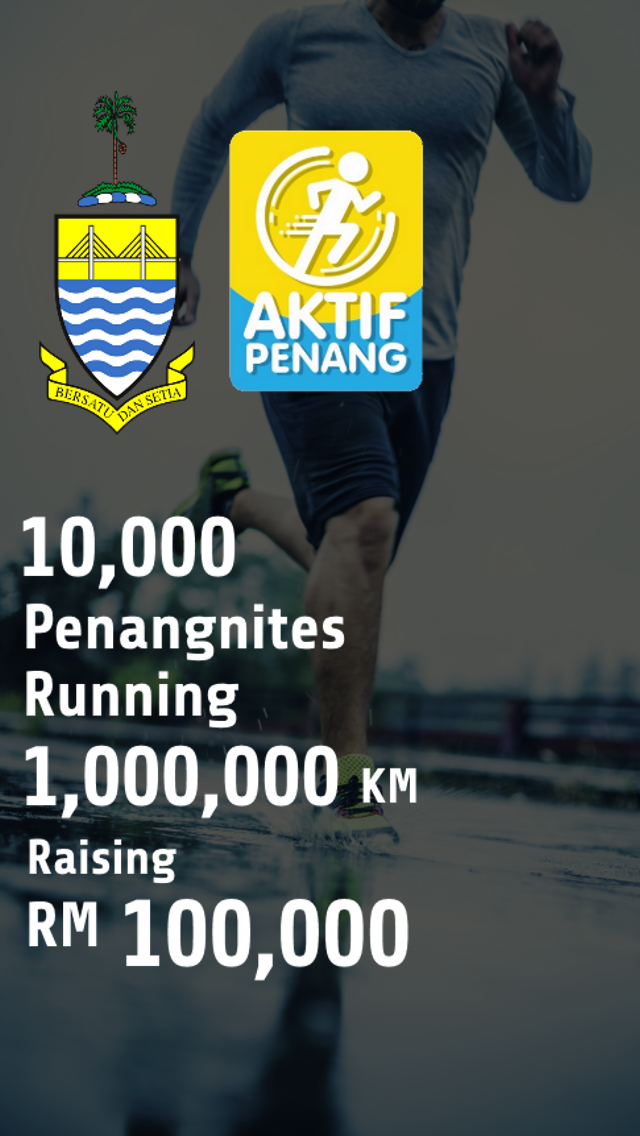 BERSATU DAN SETIA
AKTIF
PENANG
10,000
Penangnites
Running
1,000,000 KM
Raising
RM 100,000